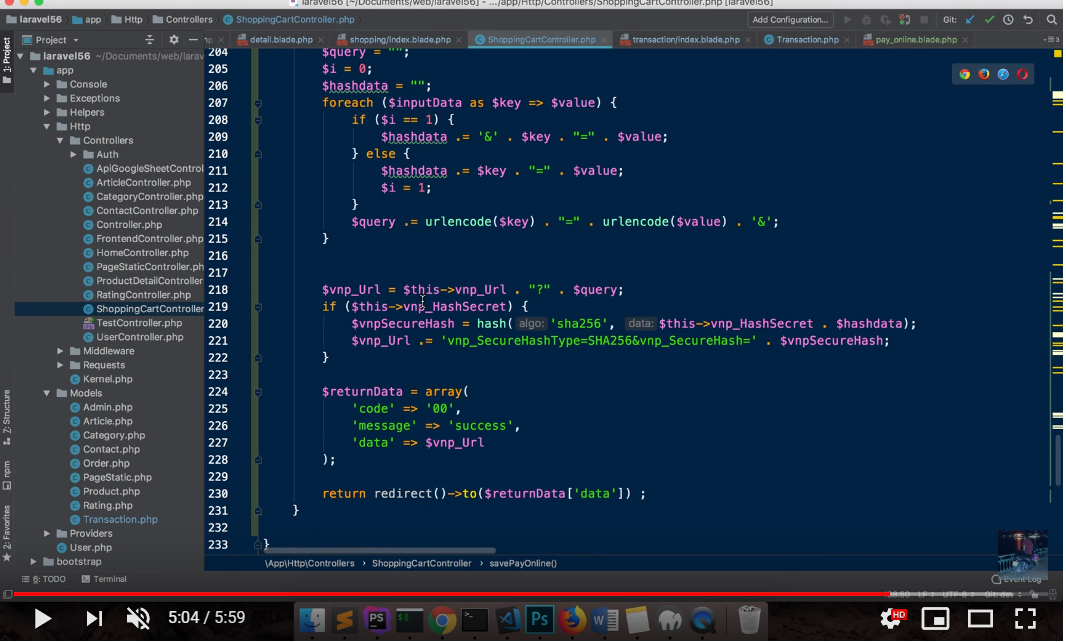 laravel56 [~/Documents/web/laravel56] - .../app/Http/Controllers/ShoppingCartController.php [laravel56]
laravel56 app Http Controllers ShoppingCartController.php Add Configuration... Git:
Project detail.blade.php shopping/index.blade.php ShoppingCartController.php transaction/index.blade.php Transaction.php pay_online.blade.php
1: Project
laravel56 ~/Documents/web/larav
app
Console
Exceptions
Helpers
Http
Controllers
Auth
ApiGoogleSheetControl
ArticleController.php
CategoryController.php
ContactController.php
Controller.php
FrontendController.php
HomeController.php
PageStaticController.ph
ProductDetailController
RatingController.php
ShoppingCartController
TestController.php
UserController.php
Middleware
Requests
Kernel.php
Models
Admin.php
Article.php
Category.php
Contact.php
Order.php
PageStatic.php
Product.php
Rating.php
Transaction.php
Providers
User.php
bootstrap
7: Structure
npm
2: Favorites
204 $query = "";
205 $i = 0;
206 $hashdata = "";
207 foreach ($inputData as $key => $value) {
208 if ($i == 1) {
209 $hashdata .= '&' . $key . "=" . $value;
210 } else {
211 $hashdata .= $key . "=" . $value;
212 $i = 1;
213 }
214 $query .= urlencode($key) . "=" . urlencode($value) . '&';
215 }
216
217
218 $vnp_Url = $this->vnp_Url . "?" . $query;
219 if ($this->vnp_HashSecret) {
220 $vnpSecureHash = hash( algo: 'sha256', data: $this->vnp_HashSecret . $hashdata);
221 $vnp_Url .= 'vnp_SecureHashType=SHA256&vnp_SecureHash=' . $vnpSecureHash;
222 }
223
224 $returnData = array(
225 'code' => '00',
226 'message' => 'success',
227 'data' => $vnp_Url
228 );
229
230 return redirect()->to($returnData['data']) ;
231 }
232
233 }
\App\Http\Controllers › ShoppingCartController › savePayOnline()
6: TODO Terminal Event Log
5:04 / 5:59 PS Ps HD